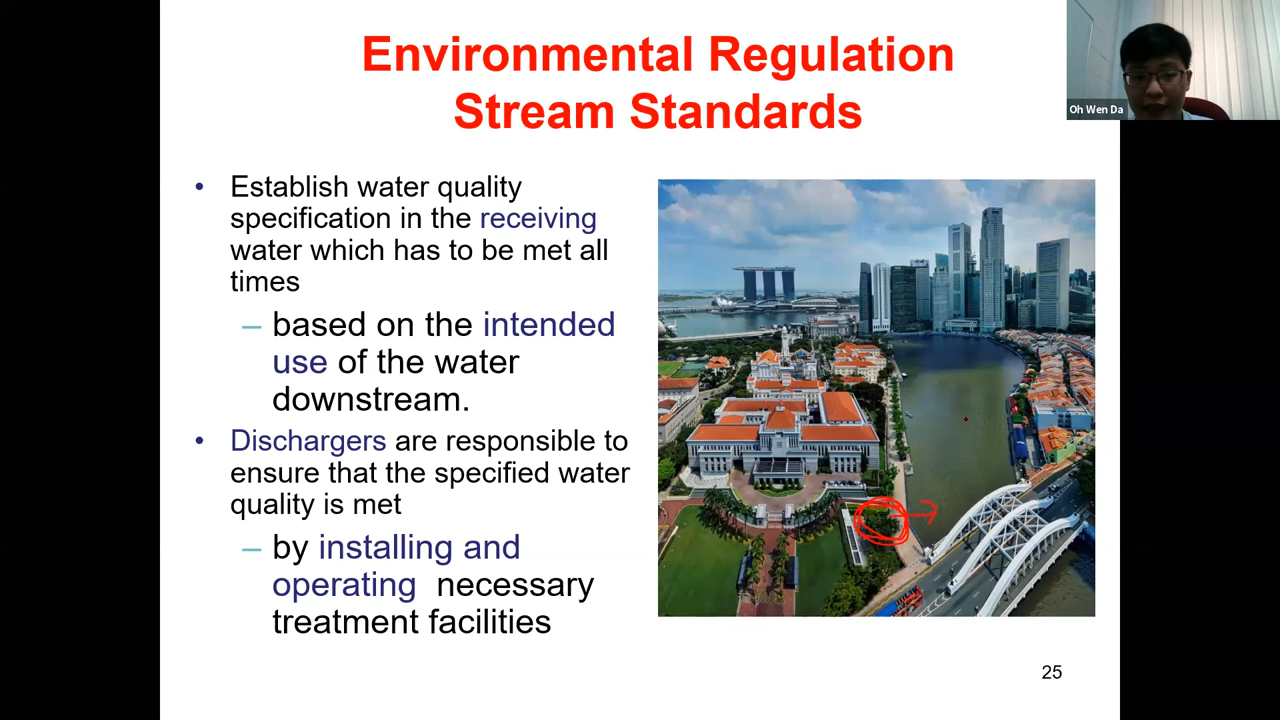 Environmental Regulation
Stream Standards
Oh Wen Da
• Establish water quality
specification in the receiving
water which has to be met all
times
– based on the intended
use of the water
downstream.
• Dischargers are responsible to
ensure that the specified water
quality is met
– by installing and
operating necessary
treatment facilities
25